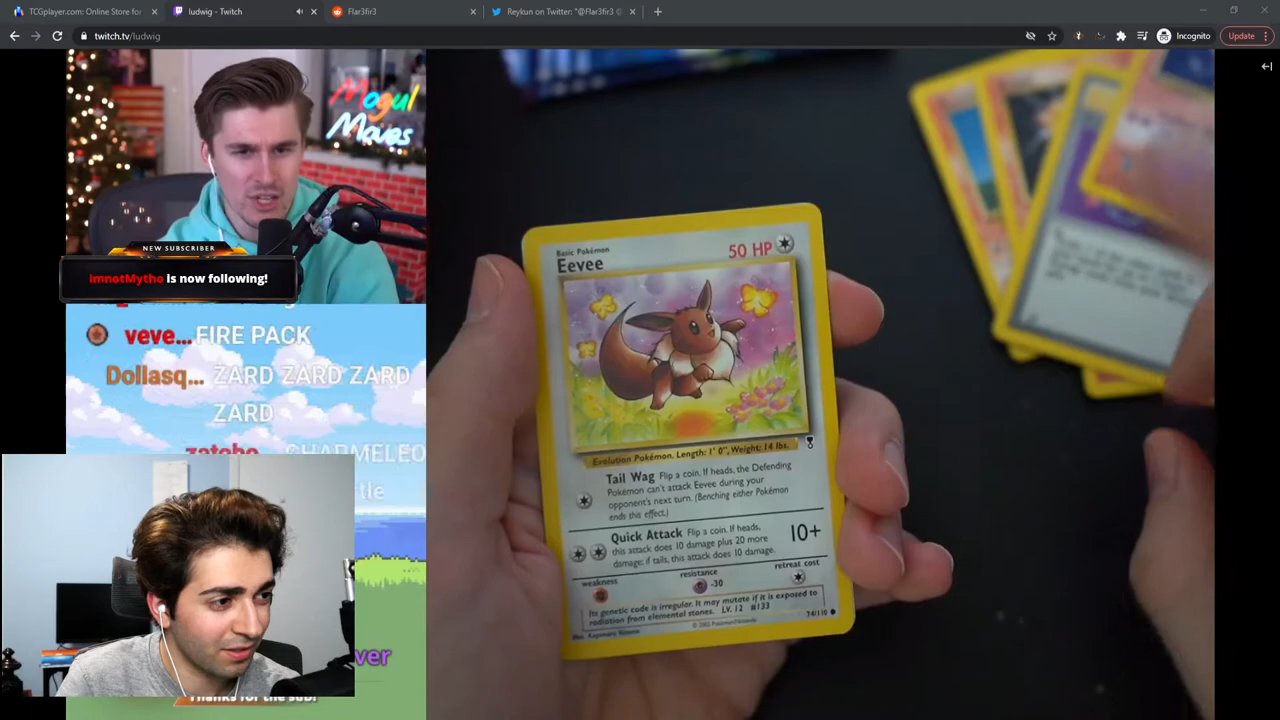 TCGplayer.com: Online Store for
ludwig - Twitch
Flar3fir3
Reykun on Twitter: "@Flar3fir3 @
twitch.tv/ludwig
Incognito
Update
Mogul
Moves
NEW SUBSCRIBER
imnotMytho is now following!
veve... FIRE PACK
Dollasq... ZARD ZARD ZARD
ZARD
zatoho... CHARMELEO
Thanks for the sub!
Basic Pokémon
Eevee
50 HP
Evolution Pokémon. Length: 1' 0", Weight: 14 lbs.
Tail Wag Flip a coin. If heads, the Defending
Pokémon can't attack Eevee during your
opponent's next turn. (Benching either Pokémon
ends this effect.)
Quick Attack Flip a coin. If heads,
this attack does 10 damage plus 20 more
damage; if tails, this attack does 10 damage.
10+
weakness
resistance
-30
retreat cost
Its genetic code is irregular. It may mutate if it is exposed to
radiation from elemental stones. LV. 12 #133
74/110